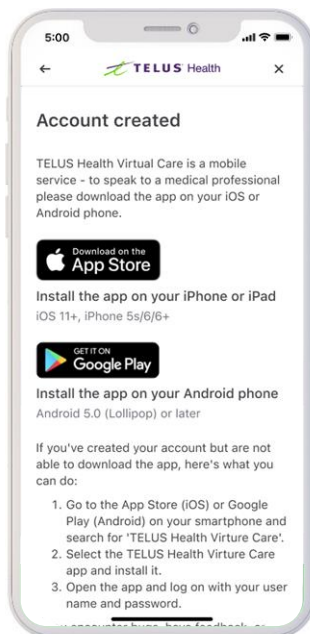 5:00
TELUS Health
Account created
TELUS Health Virtual Care is a mobile
service - to speak to a medical professional
please download the app on your iOS or
Android phone.
Download on the
App Store
Install the app on your iPhone or iPad
iOS 11+, iPhone 5s/6/6+
GET IT ON
Google Play
Install the app on your Android phone
Android 5.0 (Lollipop) or later
If you've created your account but are not
able to download the app, here's what you
can do:
1. Go to the App Store (iOS) or Google
Play (Android) on your smartphone and
search for 'TELUS Health Virture Care'.
2. Select the TELUS Health Virture Care
app and install it.
3. Open the app and log on with your user
name and password.
encounter bugs, have feedback, or